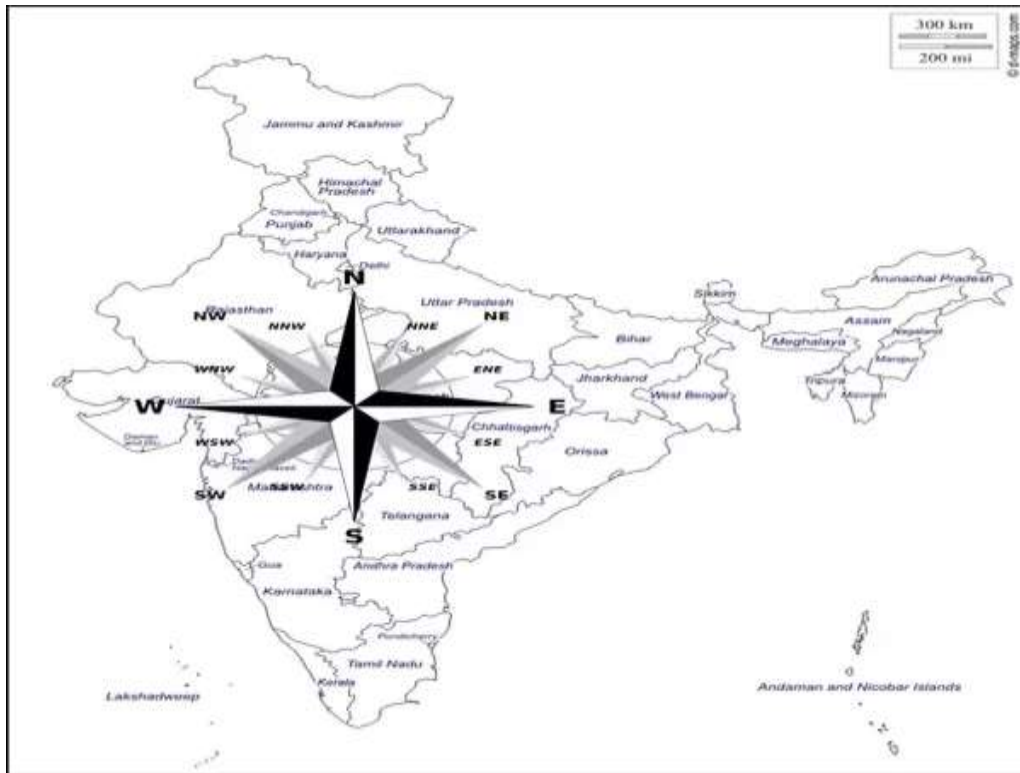 300 km
200 mi
© d-maps.com
Jammu and Kashmir
Himachal
Pradesh
Chandigarh
Punjab
Uttarakhand
Haryana
Delhi
N
Arunachal Pradesh
Sikkim
Rajasthan
Uttar Pradesh
NW
NNW
NNE
NE
Assam
Nagaland
Bihar
Meghalaya
Manipur
WNW
ENE
Jharkhand
Tripura
Mizoram
West Bengal
Gujarat
W
E
Chhattisgarh
Daman
and Diu
WSW
ESE
Orissa
SW
SSW
SSE
SE
Telangana
S
Goa
Andhra Pradesh
Karnataka
Pondicherry
Tamil Nadu
Kerala
Lakshadweep
Andaman and Nicobar Islands